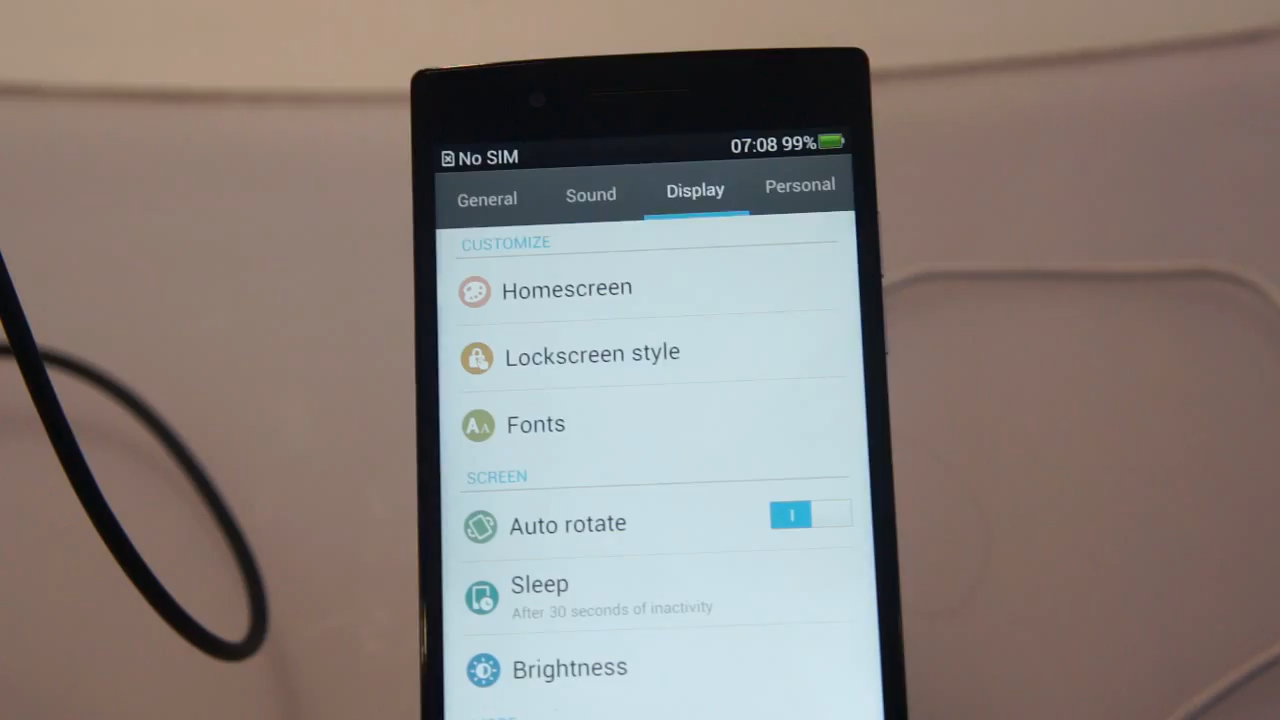 No SIM 07:08 99%
General Sound Display Personal
CUSTOMIZE
Homescreen
Lockscreen style
AA Fonts
SCREEN
Auto rotate
Sleep
After 30 seconds of inactivity
Brightness